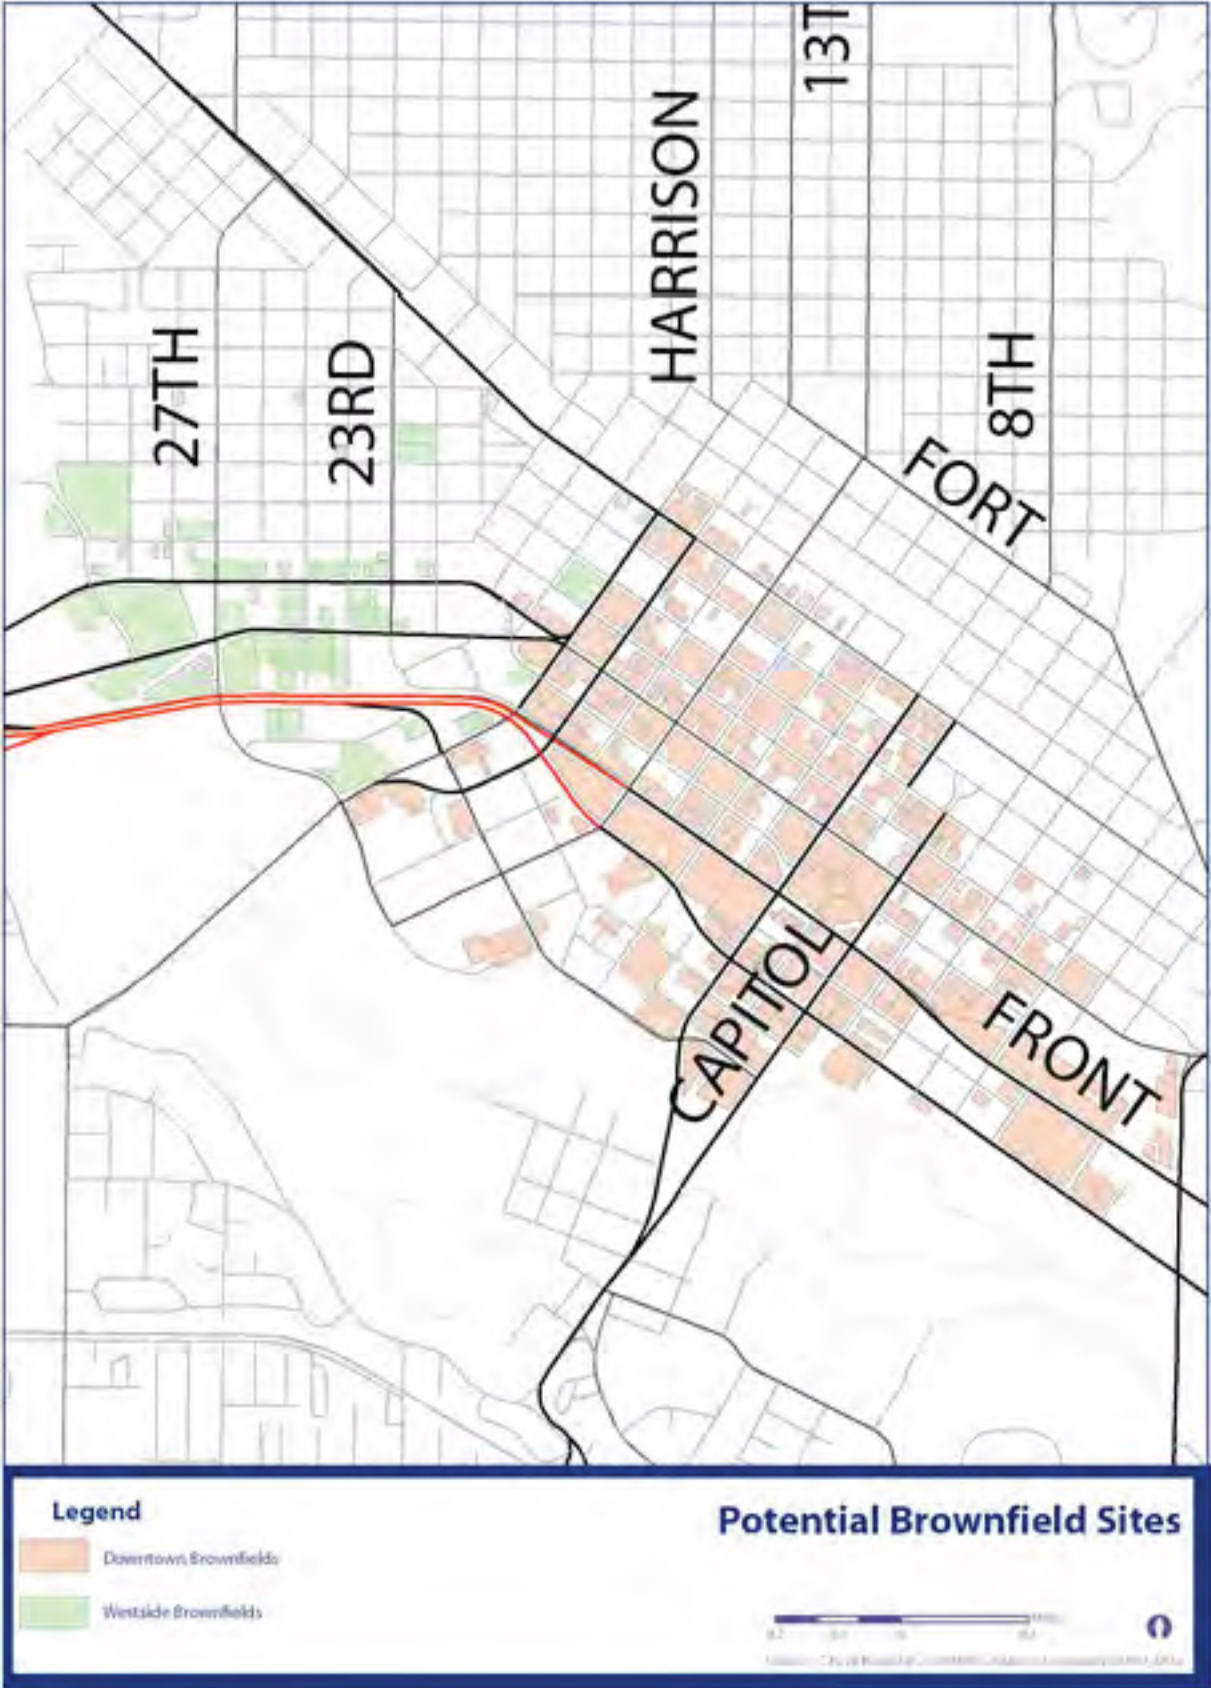 13T
HARRISON
27TH
23RD
8TH
FORT
CAPITOL
FRONT
Legend
Potential Brownfield Sites
Downtown Brownfields
Westside Brownfields